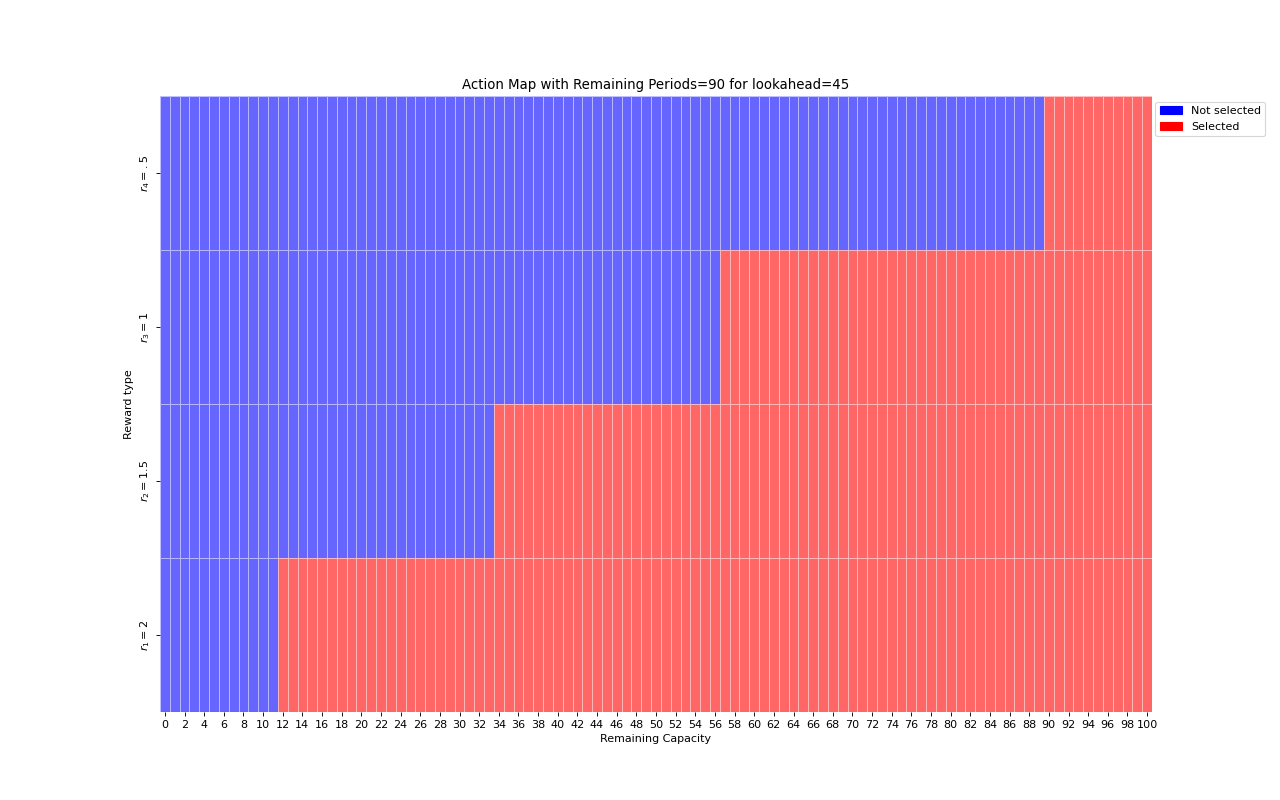 Action Map with Remaining Periods=90 for lookahead=45
Not selected
Selected
r₄ = .5
r₃ = 1
r₂ = 1.5
r₁ = 2
Reward type
0 2 4 6 8 10 12 14 16 18 20 22 24 26 28 30 32 34 36 38 40 42 44 46 48 50 52 54 56 58 60 62 64 66 68 70 72 74 76 78 80 82 84 86 88 90 92 94 96 98 100
Remaining Capacity